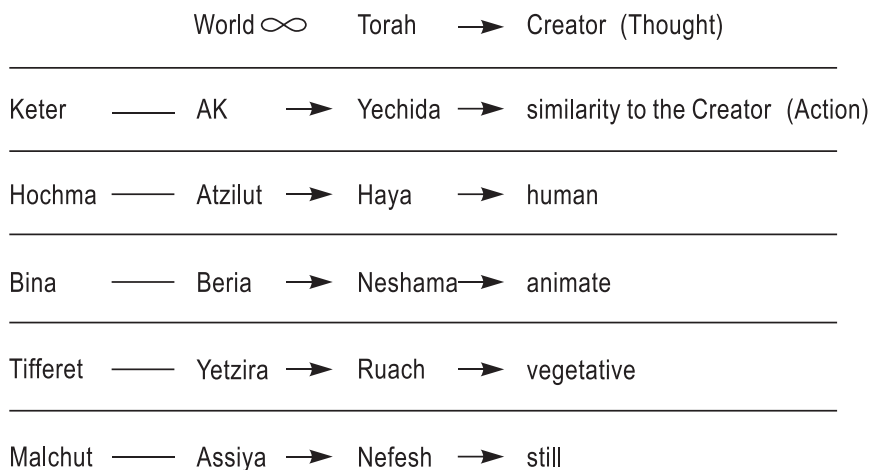 World ∞ Torah → Creator (Thought)
Keter — AK → Yechida → similarity to the Creator (Action)
Hochma — Atzilut → Haya → human
Bina — Beria → Neshama → animate
Tifferet — Yetzira → Ruach → vegetative
Malchut — Assiya → Nefesh → still